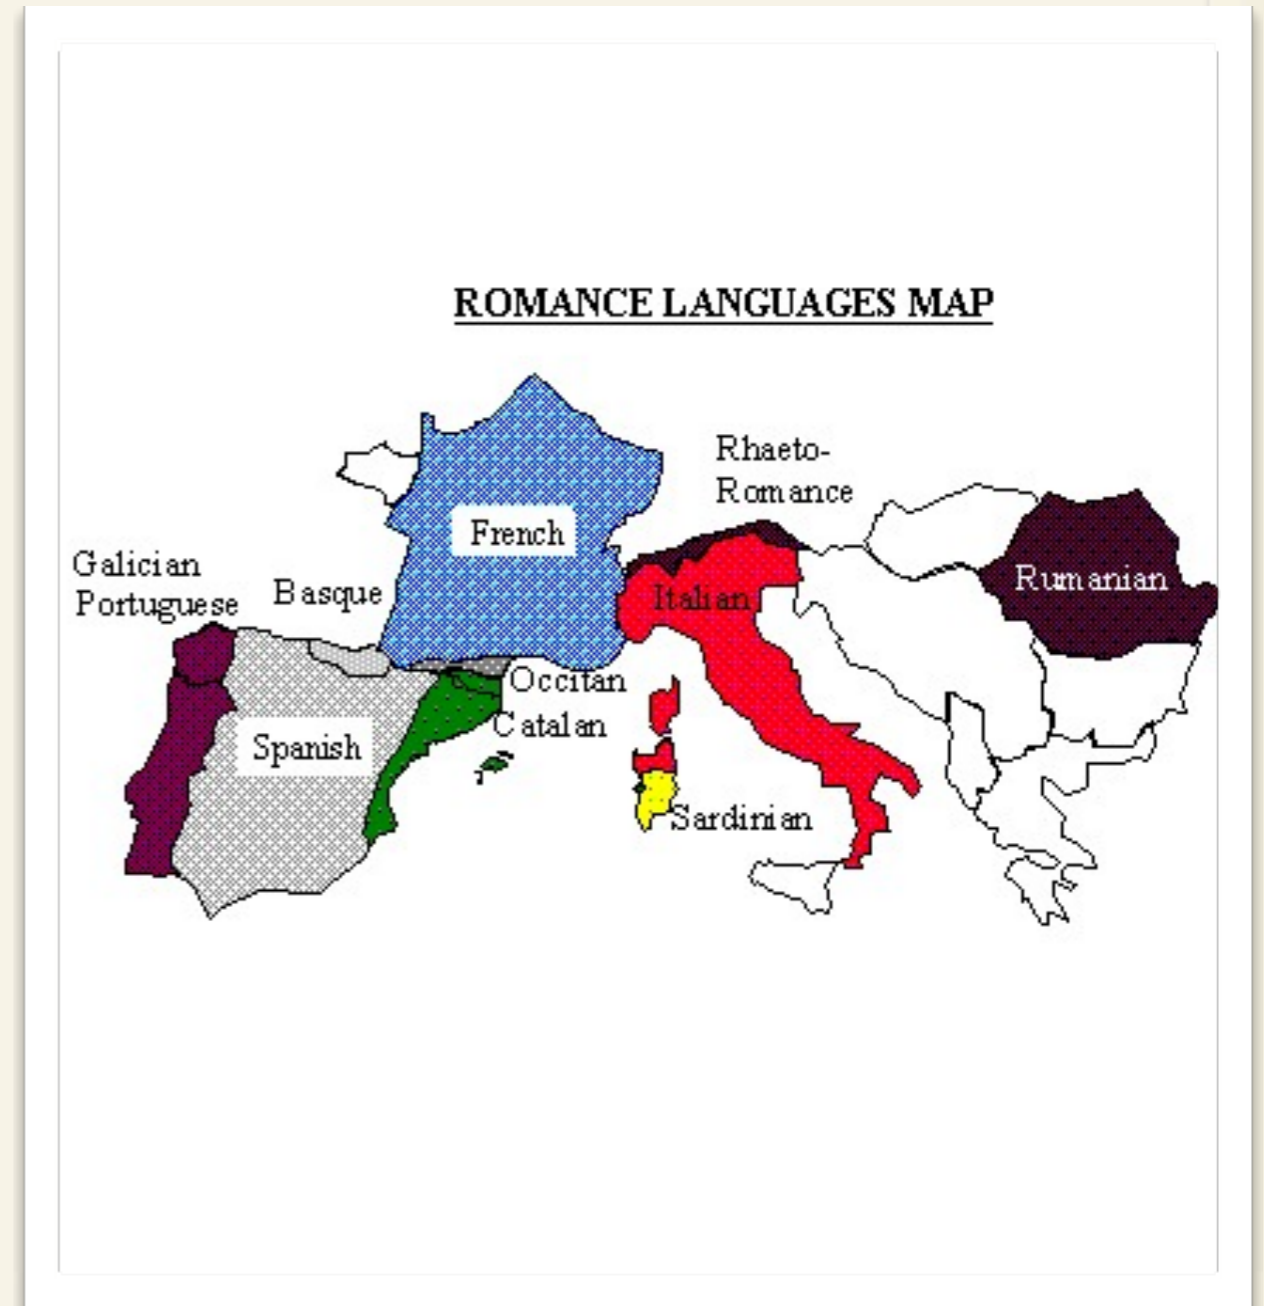 ROMANCE LANGUAGES MAP
Rhaeto-
Romance
French
Galician
Portuguese
Basque
Italian
Rumanian
Occitan
Catalan
Spanish
Sardinian